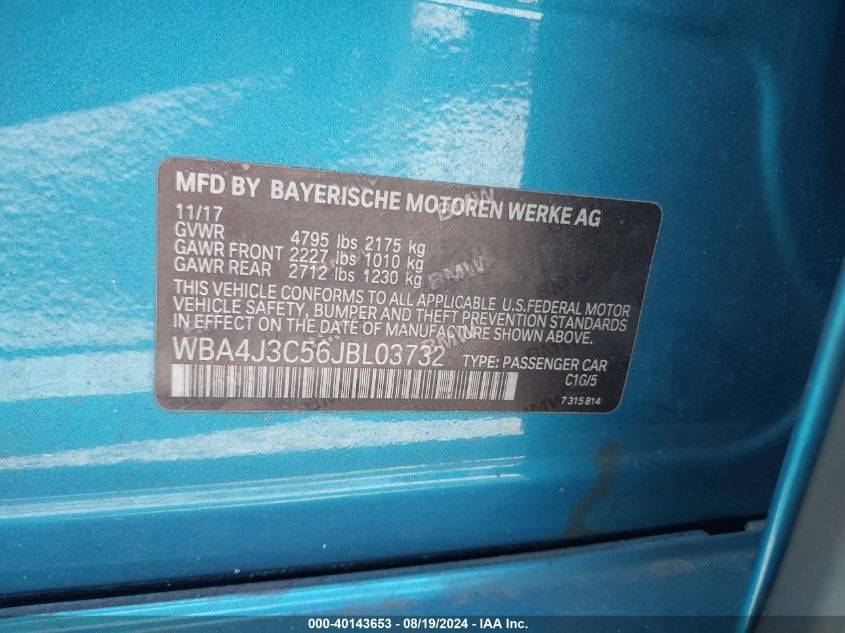 MFD BY BAYERISCHE MOTOREN WERKE AG
11/17
GVWR 4795 lbs 2175 kg
GAWR FRONT 2227 lbs 1010 kg
GAWR REAR 2712 lbs 1230 kg
THIS VEHICLE CONFORMS TO ALL APPLICABLE U.S.FEDERAL MOTOR
VEHICLE SAFETY, BUMPER AND THEFT PREVENTION STANDARDS
IN EFFECT ON THE DATE OF MANUFACTURE SHOWN ABOVE.
WBA4J3C56JBL03732 TYPE: PASSENGER CAR
C1G/5
7 315 814
000-40143653 - 08/19/2024 - IAA Inc.